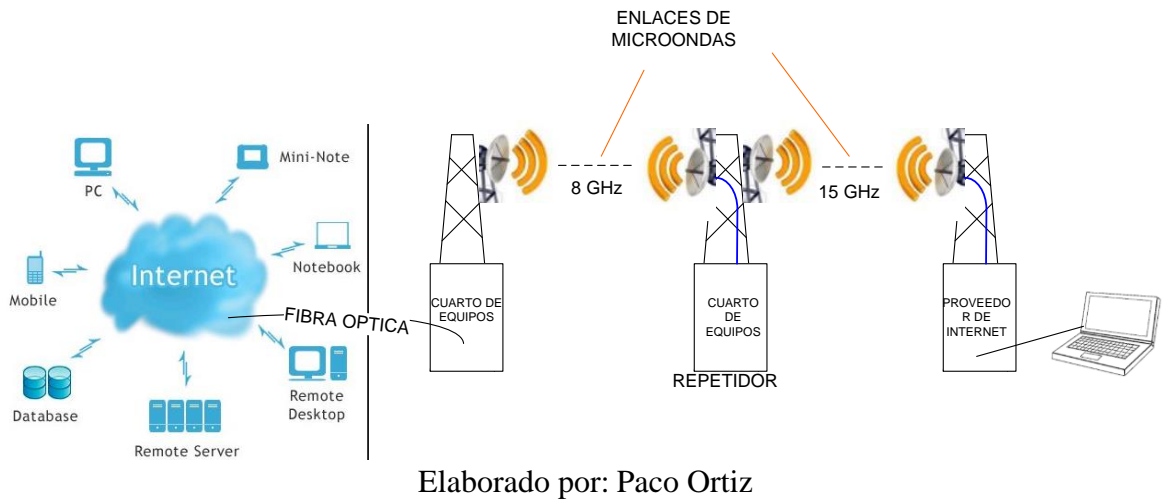 ENLACES DE
MICROONDAS
8 GHz
15 GHz
PC
Mini-Note
Internet
Notebook
Mobile
FIBRA OPTICA
Database
Remote Server
Remote
Desktop
CUARTO DE
EQUIPOS
CUARTO
DE
EQUIPOS
REPETIDOR
PROVEEDO
R DE
INTERNET
Elaborado por: Paco Ortiz